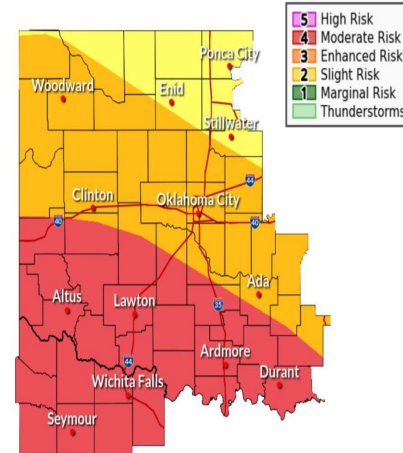 5 High Risk
4 Moderate Risk
3 Enhanced Risk
2 Slight Risk
1 Marginal Risk
Thunderstorms
Ponca City
Woodward
Enid
Stillwater
44
Clinton
Oklahoma City
40
40
Ada
Altus
Lawton
35
Ardmore
44
Durant
Wichita Falls
Seymour